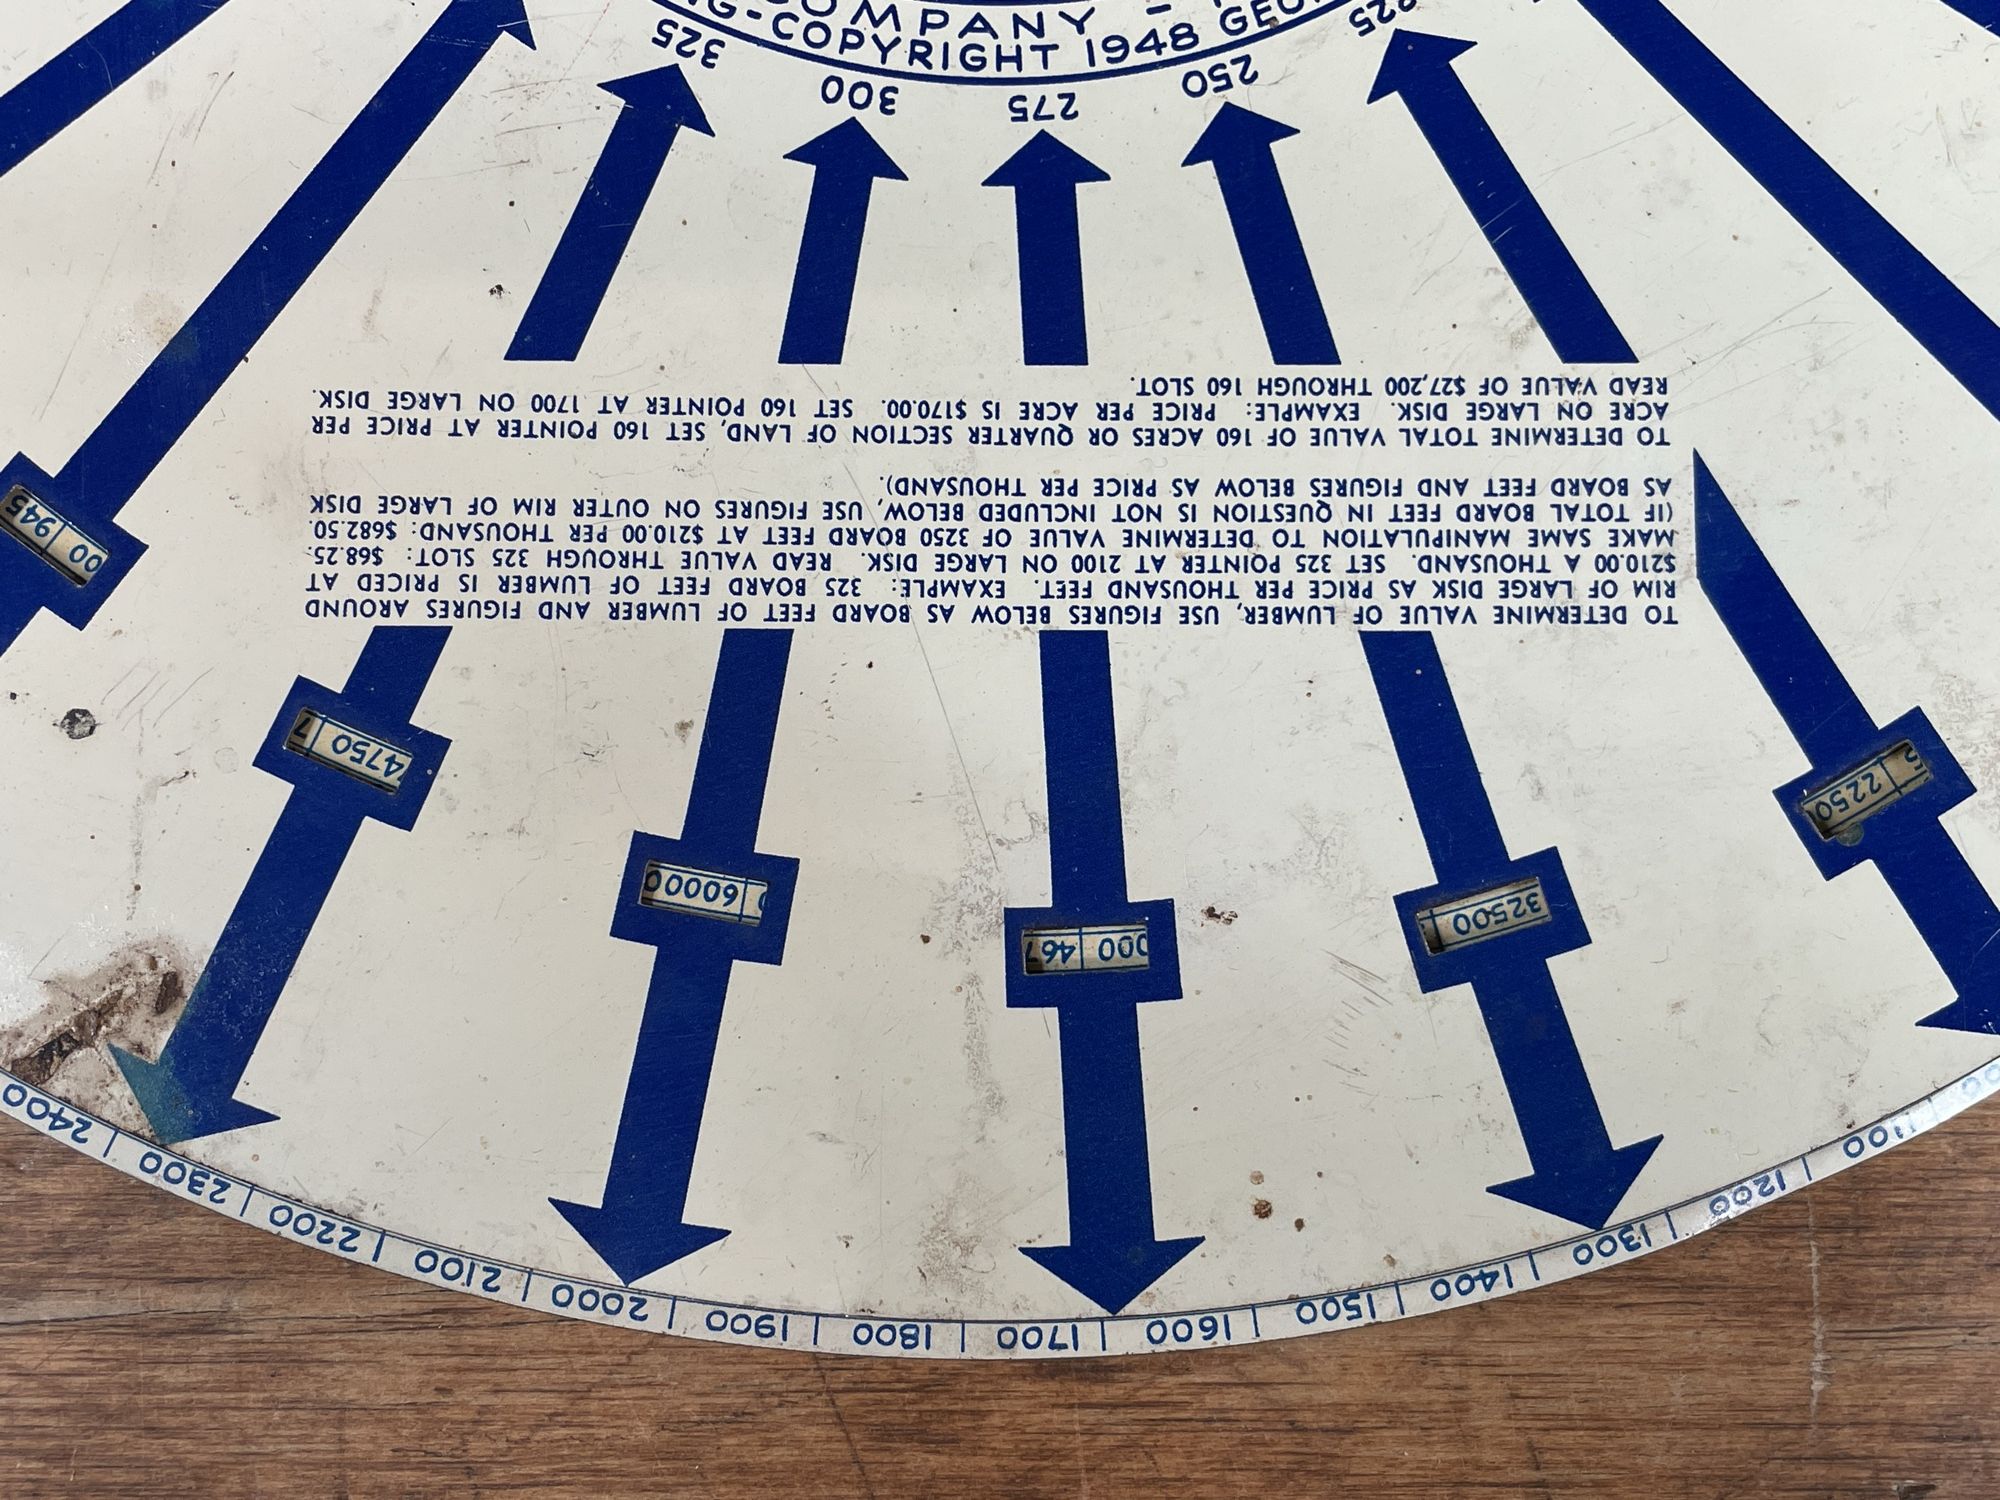 COMPANY -
G-COPYRIGHT 1948 GEO
325
300
275
250
225
TO DETERMINE VALUE OF LUMBER, USE FIGURES BELOW AS BOARD FEET OF LUMBER AND FIGURES AROUND
RIM OF LARGE DISK AS PRICE PER THOUSAND FEET. EXAMPLE: 325 BOARD FEET OF LUMBER IS PRICED AT
$210.00 A THOUSAND. SET 325 POINTER AT 2100 ON LARGE DISK. READ VALUE THROUGH 325 SLOT: $68.25.
MAKE SAME MANIPULATION TO DETERMINE VALUE OF 3250 BOARD FEET AT $210.00 PER THOUSAND: $682.50.
(IF TOTAL BOARD FEET IN QUESTION IS NOT INCLUDED BELOW, USE FIGURES ON OUTER RIM OF LARGE DISK
AS BOARD FEET AND FIGURES BELOW AS PRICE PER THOUSAND).
TO DETERMINE TOTAL VALUE OF 160 ACRES OR QUARTER SECTION OF LAND, SET 160 POINTER AT PRICE PER
ACRE ON LARGE DISK. EXAMPLE: PRICE PER ACRE IS $170.00. SET 160 POINTER AT 1700 ON LARGE DISK.
READ VALUE OF $27,200 THROUGH 160 SLOT.
2250
32500
000 467
60000
74750 7
945 00
1100
1200
1300
1400
1500
1600
1700
1800
1900
2000
2100
2200
2300
2400